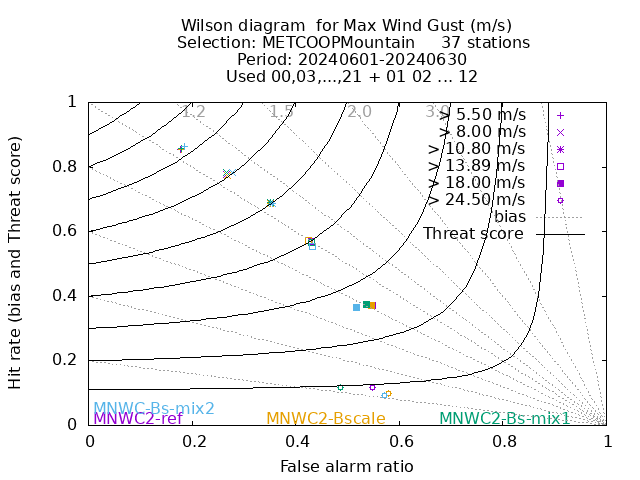 Wilson diagram  for Max Wind Gust (m/s)
Selection: METCOOPMountain     37 stations
Period: 20240601-20240630
Used 00,03,...,21 + 01 02 ... 12
Hit rate (bias and Threat score)
1
0.8
0.6
0.4
0.2
0
1.2
1.5
2.0
3.0
> 5.50 m/s
> 8.00 m/s
> 10.80 m/s
> 13.89 m/s
> 18.00 m/s
> 24.50 m/s
bias
Threat score
MNWC-Bs-mix2
MNWC2-ref
MNWC2-Bscale
MNWC2-Bs-mix1
0
0.2
0.4
0.6
0.8
1
False alarm ratio